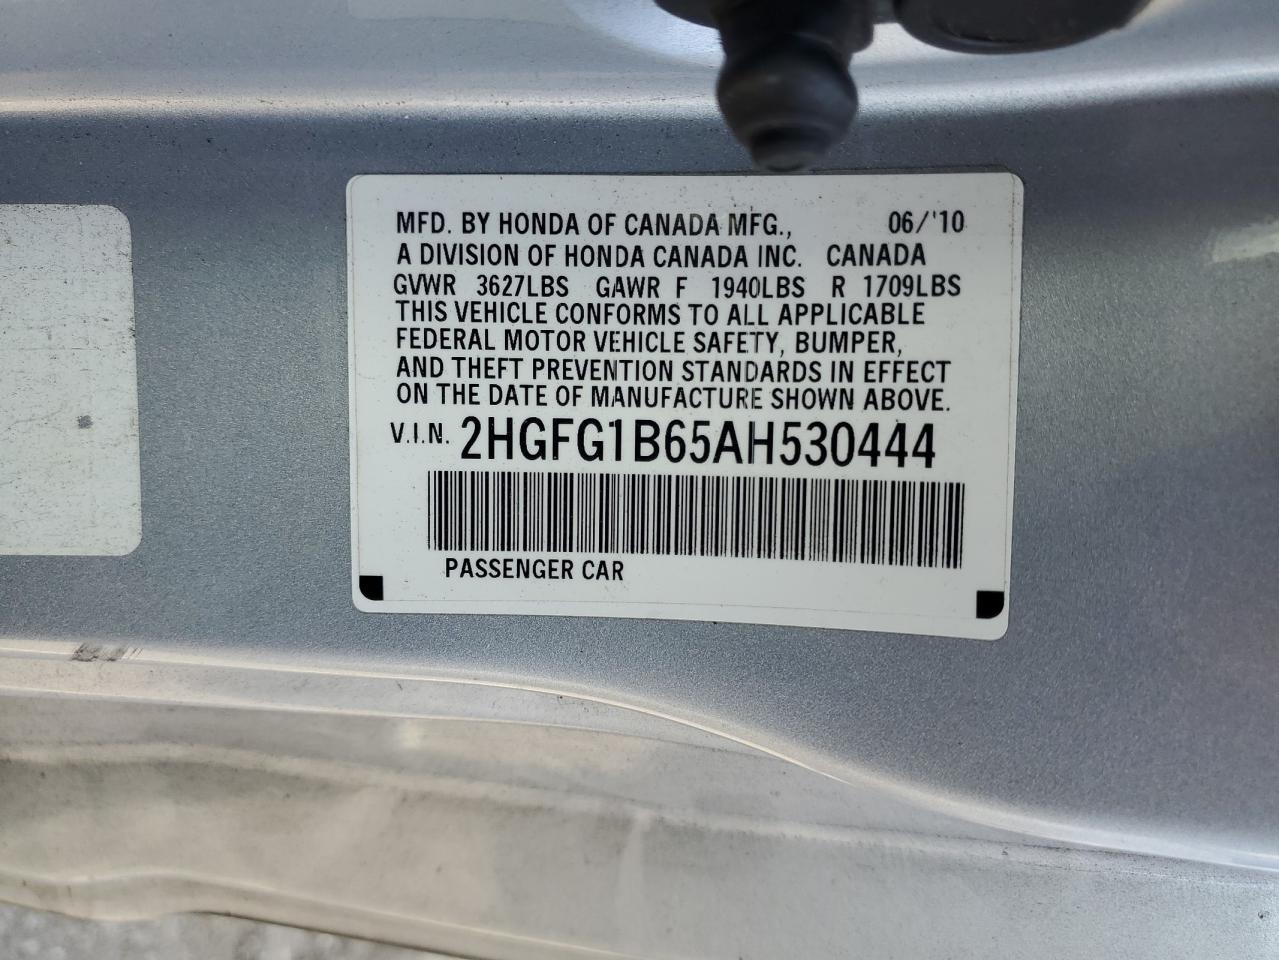 MFD. BY HONDA OF CANADA MFG., 06/'10
A DIVISION OF HONDA CANADA INC. CANADA
GVWR 3627LBS GAWR F 1940LBS R 1709LBS
THIS VEHICLE CONFORMS TO ALL APPLICABLE
FEDERAL MOTOR VEHICLE SAFETY, BUMPER,
AND THEFT PREVENTION STANDARDS IN EFFECT
ON THE DATE OF MANUFACTURE SHOWN ABOVE.
V.I.N. 2HGFG1B65AH530444
PASSENGER CAR